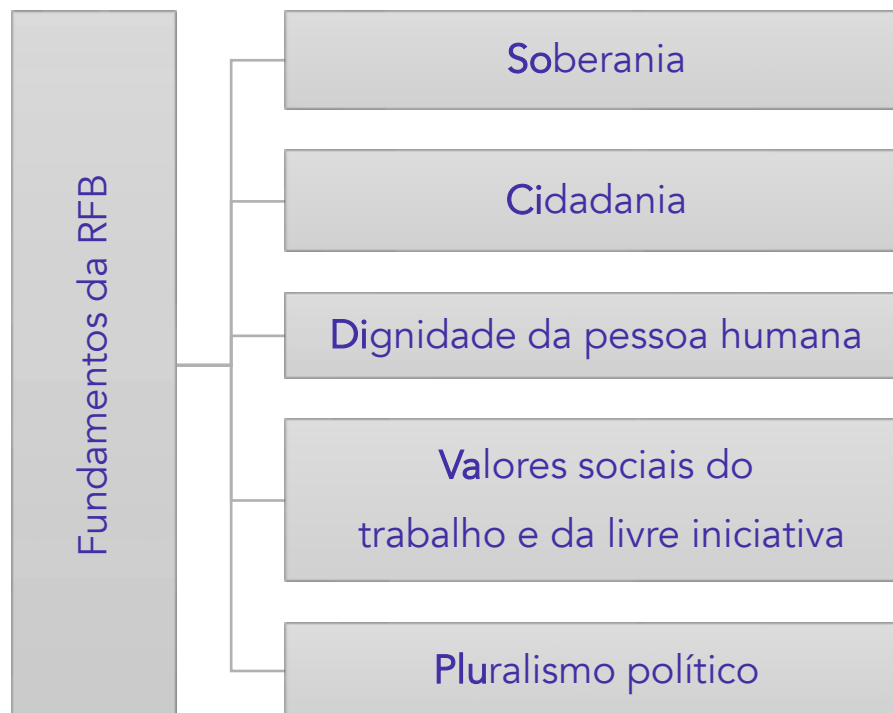 Fundamentos da RFB
Soberania
Cidadania
Dignidade da pessoa humana
Valores sociais do
trabalho e da livre iniciativa
Pluralismo político